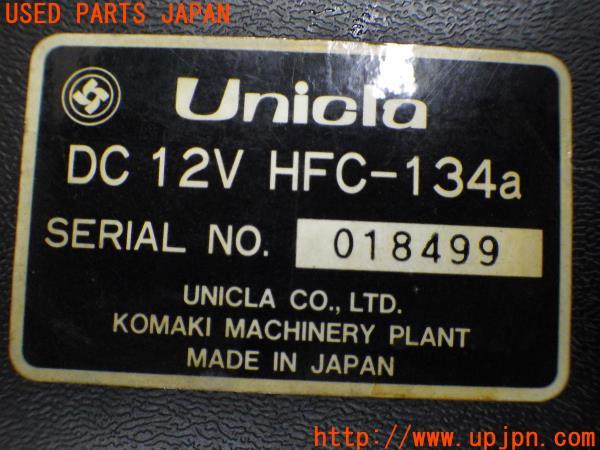 USED PARTS JAPAN
Unicla
DC 12V HFC-134a
SERIAL NO. 018499
UNICLA CO., LTD.
KOMAKI MACHINERY PLANT
MADE IN JAPAN
http://www.upjpn.com